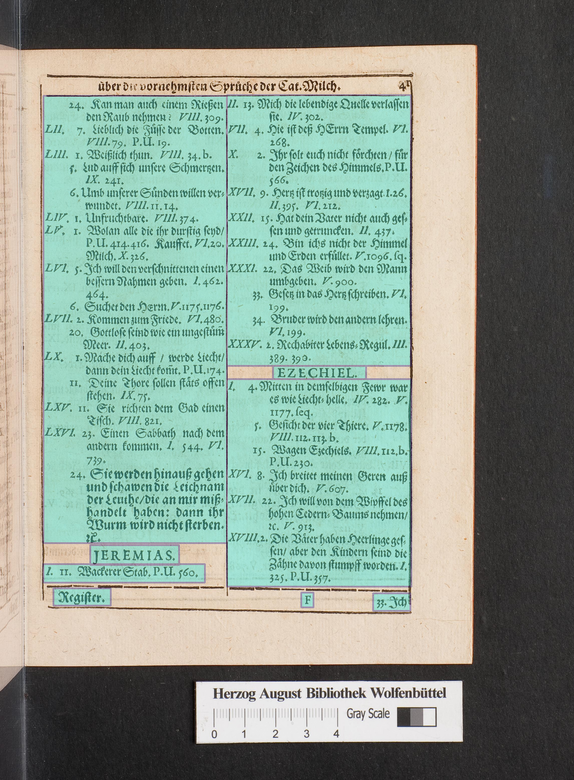 über die vornehmsten Sprüche der Cat. Milch. 41
24. Kan man auch einem Rießen
den Raub nehmen: VIII. 309.
LII. 7. Lieblich die Füsse der Botten.
VIII. 79. P.U. 19.
LIII. 1. Weißlich thun. VIII. 34. b.
5. Lud auff sich unsere Schmertzen.
IX. 241.
6. Umb unserer Sünden willen ver-
wundet. VIII. 11. 14.
LIV. 1. Unfruchtbare. VIII. 374.
LV. 1. Wolan alle die ihr durstig seyd/
P.U. 414. 416. Kauffet. VI. 20.
Milch. X. 326.
LVI. 5. Ich will den verschnittenen einen
bessern Nahmen geben. I. 462.
464.
6. Suchet den Herrn. V. 1175. 1176.
LVII. 2. Kommen zum Friede. VI. 480.
20. Gottlose seind wie ein ungestüm
Meer. II. 403.
LX. 1. Mache dich auff / werde Liecht/
dann dein Liecht komt. P.U. 174.
11. Deine Thore sollen stäts offen
stehen. IX. 75.
LXV. 11. Sie richten dem Gad einen
Tisch. VIII. 821.
LXVI. 23. Einen Sabbath nach dem
andern kommen. I. 544. VI.
739.
24. Sie werden hinauß gehen
und schawen die Leichnam
der Leuthe/ die an mir miß-
handelt haben: dann ihr
Wurm wird nicht sterben.
ꝛc.
JEREMIAS.
I. 11. Wackerer Stab. P.U. 560.
II. 13. Mich die lebendige Quelle verlassen
sie. IV. 302.
VII. 4. Hie ist deß HErrn Tempel. VI.
268.
X. 2. Ihr solt euch nicht förchten / für
den Zeichen des Himmels. P.U.
566.
XVII. 9. Hertz ist trotzig und verzagt. I. 26.
II. 395. VI. 212.
XXII. 15. Hat dein Vater nicht auch ges-
sen und getruncken. II. 437.
XXIII. 24. Bin ichs nicht der Himmel
und Erden erfüllet. V. 1096. sq.
XXXI. 22. Das Weib wird den Mann
umbgeben. V. 900.
33. Gesetz in das Hertz schreiben. VI.
199.
34. Bruder wird den andern lehren.
VI. 199.
XXXV. 2. Rechabiter Lebens-Regul. III.
389. 390.
EZECHIEL.
I. 4. Mitten in demselbigen Fewr war
es wie Liecht helle. IV. 282. V.
1177. seq.
5. Gesicht der vier Thiere. V. 1178.
VIII. 112. 113. b.
15. Wagen Ezechiels. VIII. 112. b.
P.U. 230.
XVI. 8. Ich breitet meinen Geren auß
über dich. V. 607.
XVII. 22. Ich will von dem Wipffel des
hohen Cedern-Baums nehmen/
ꝛc. V. 913.
XVIII. 2. Die Väter haben Heerlinge ges-
sen/ aber den Kindern seind die
Zähne davon stumpff worden. I.
325. P.U. 357.
Register. F 33. Ich
Herzog August Bibliothek Wolfenbüttel
Gray Scale
0 1 2 3 4